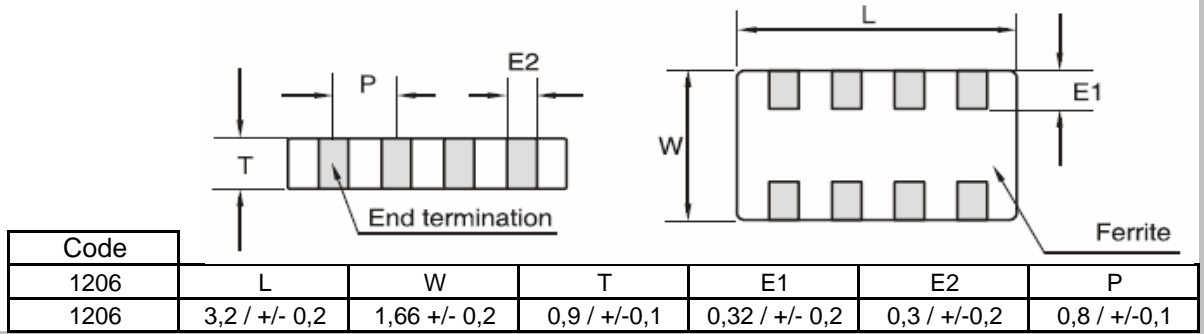 L
P
E2
E1
W
T
End termination
Ferrite
Code
1206 L W T E1 E2 P
1206 3,2 / +/- 0,2 1,66 +/- 0,2 0,9 / +/-0,1 0,32 / +/- 0,2 0,3 / +/-0,2 0,8 / +/-0,1